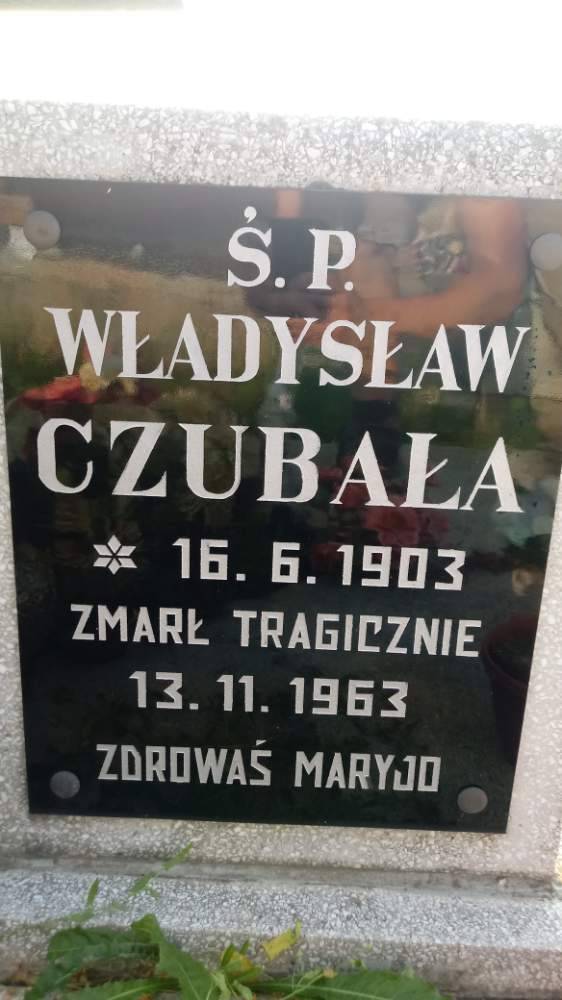 Ś. P.
WŁADYSŁAW
CZUBAŁA
* 16. 6. 1903
ZMARŁ TRAGICZNIE
13. 11. 1963
ZDROWAŚ MARYJO